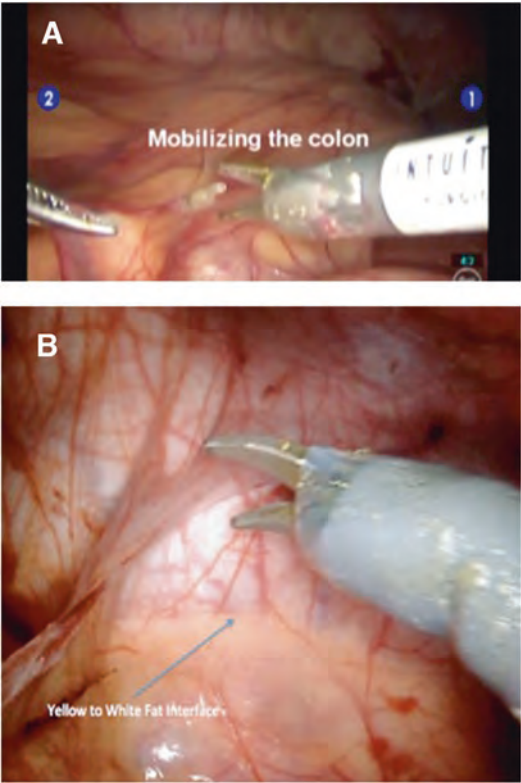 A
2
1
Mobilizing the colon
INTUIT
B
Yellow to White Fat Interface